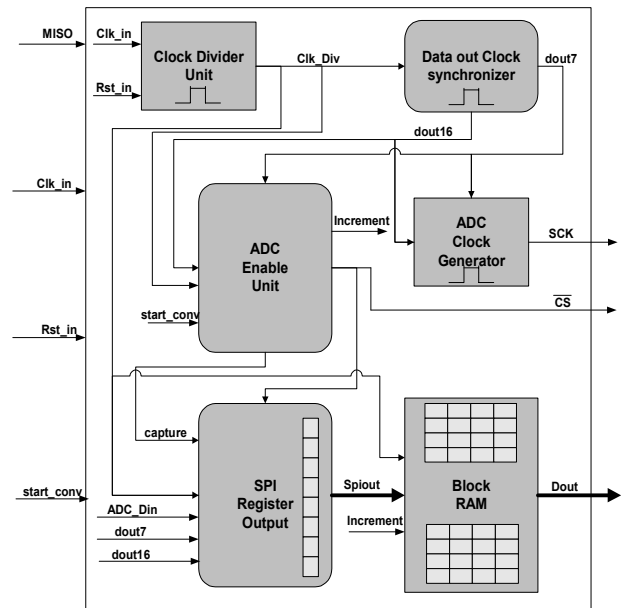 MISO
Clk_in
Clock Divider
Unit
Rst_in
Clk_Div
Data out Clock
synchronizer
dout7
dout16
Clk_in
ADC
Enable
Unit
Increment
ADC
Clock
Generator
SCK
CS
start_conv
Rst_in
capture
SPI
Register
Output
Spiout
Block
RAM
Dout
start_conv
ADC_Din
Increment
dout7
dout16